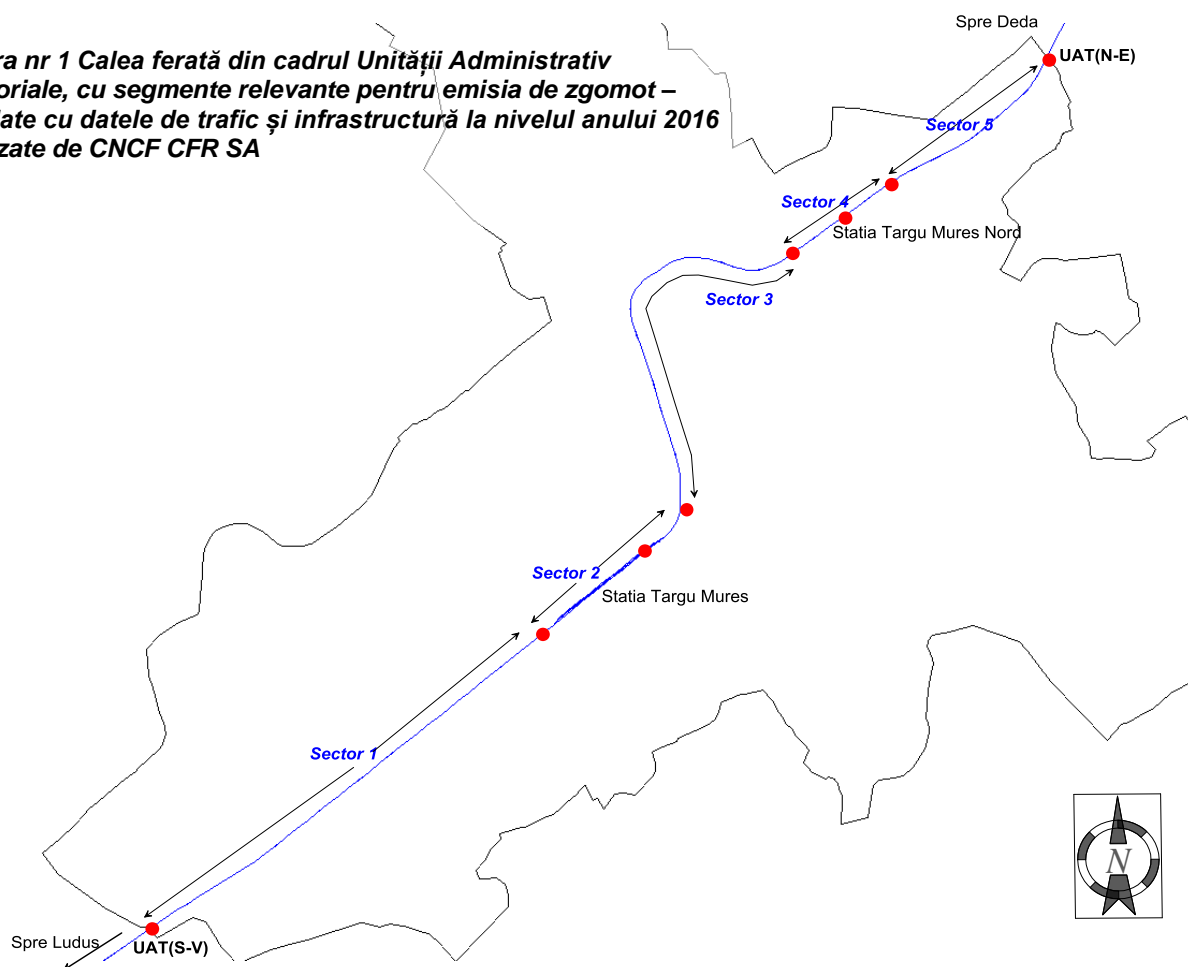 Spre Deda
UAT(N-E)
ra nr 1 Calea ferată din cadrul Unității Administrativ
oriale, cu segmente relevante pentru emisia de zgomot –
ate cu datele de trafic și infrastructură la nivelul anului 2016
zate de CNCF CFR SA
Sector 5
Sector 4
Statia Targu Mures Nord
Sector 3
Sector 2
Statia Targu Mures
Sector 1
N
Spre Ludus
UAT(S-V)